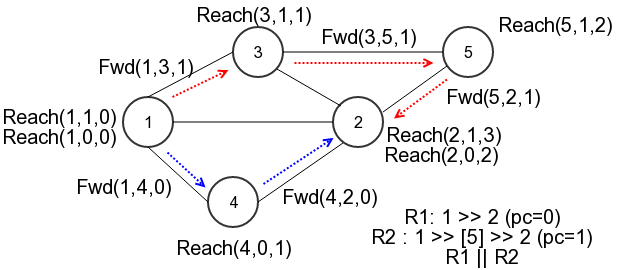 Reach(3,1,1)
Reach(5,1,2)
Fwd(3,5,1)
3
5
Fwd(1,3,1)
Fwd(5,2,1)
Reach(1,1,0)
Reach(1,0,0)
1
2
Reach(2,1,3)
Reach(2,0,2)
Fwd(1,4,0)
4
Fwd(4,2,0)
Reach(4,0,1)
R1: 1 >> 2 (pc=0)
R2 : 1 >> [5] >> 2 (pc=1)
R1 || R2